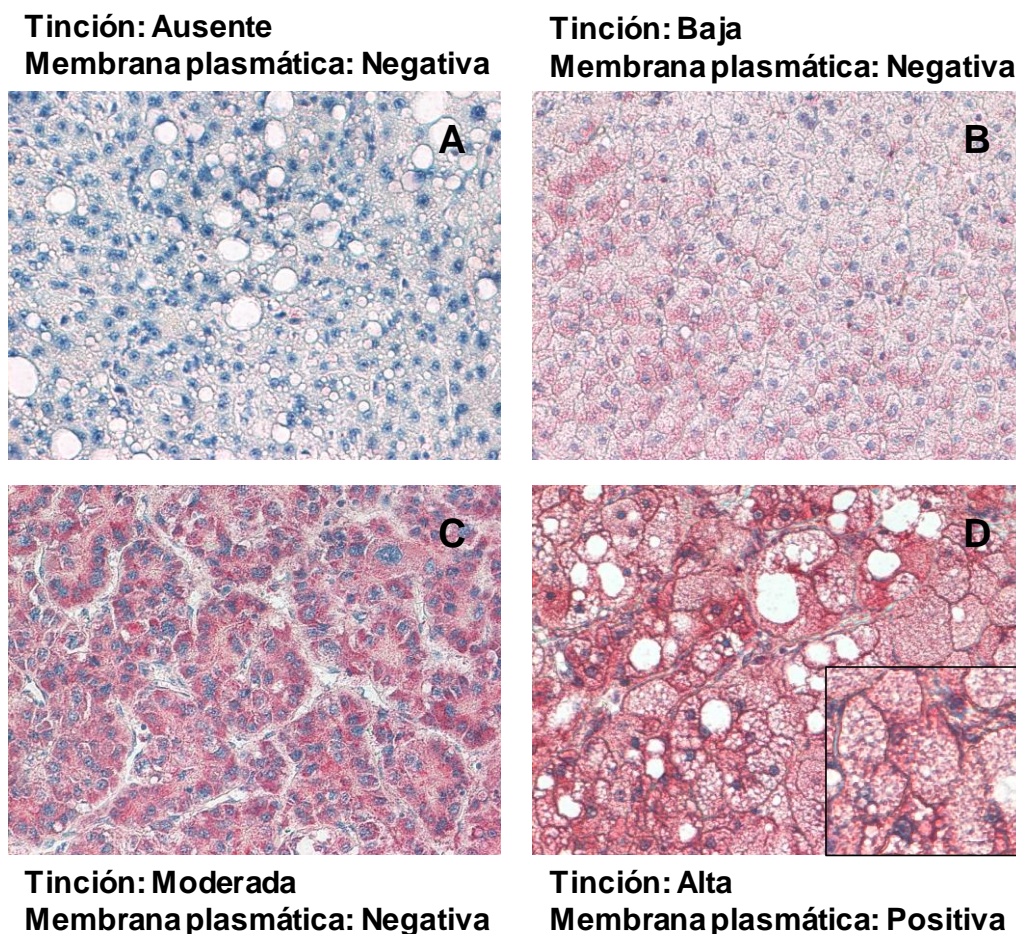 Tinción: Ausente
Membrana plasmática: Negativa
Tinción: Baja
Membrana plasmática: Negativa
A
B
C
D
Tinción: Moderada
Membrana plasmática: Negativa
Tinción: Alta
Membrana plasmática: Positiva